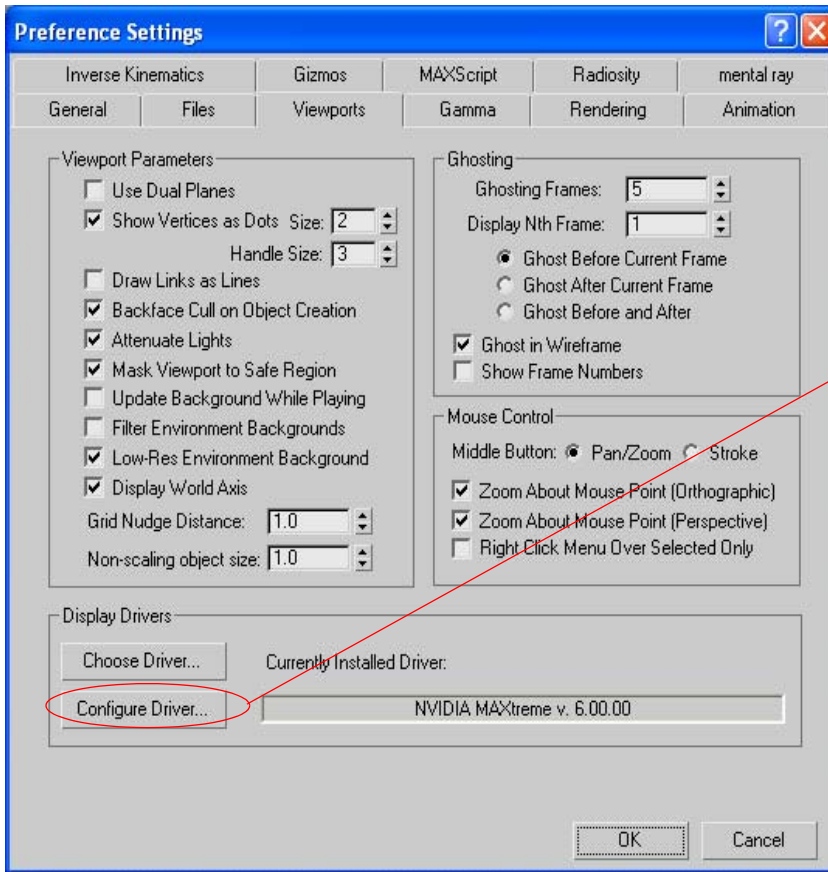 Preference Settings
Inverse Kinematics Gizmos MAXScript Radiosity mental ray
General Files Viewports Gamma Rendering Animation
Viewport Parameters
Use Dual Planes
Show Vertices as Dots Size: 2
Handle Size: 3
Draw Links as Lines
Backface Cull on Object Creation
Attenuate Lights
Mask Viewport to Safe Region
Update Background While Playing
Filter Environment Backgrounds
Low-Res Environment Background
Display World Axis
Grid Nudge Distance: 1.0
Non-scaling object size: 1.0
Ghosting
Ghosting Frames: 5
Display Nth Frame: 1
Ghost Before Current Frame
Ghost After Current Frame
Ghost Before and After
Ghost in Wireframe
Show Frame Numbers
Mouse Control
Middle Button: Pan/Zoom Stroke
Zoom About Mouse Point (Orthographic)
Zoom About Mouse Point (Perspective)
Right Click Menu Over Selected Only
Display Drivers
Choose Driver... Currently Installed Driver:
Configure Driver... NVIDIA MAXtreme v. 6.00.00
OK Cancel